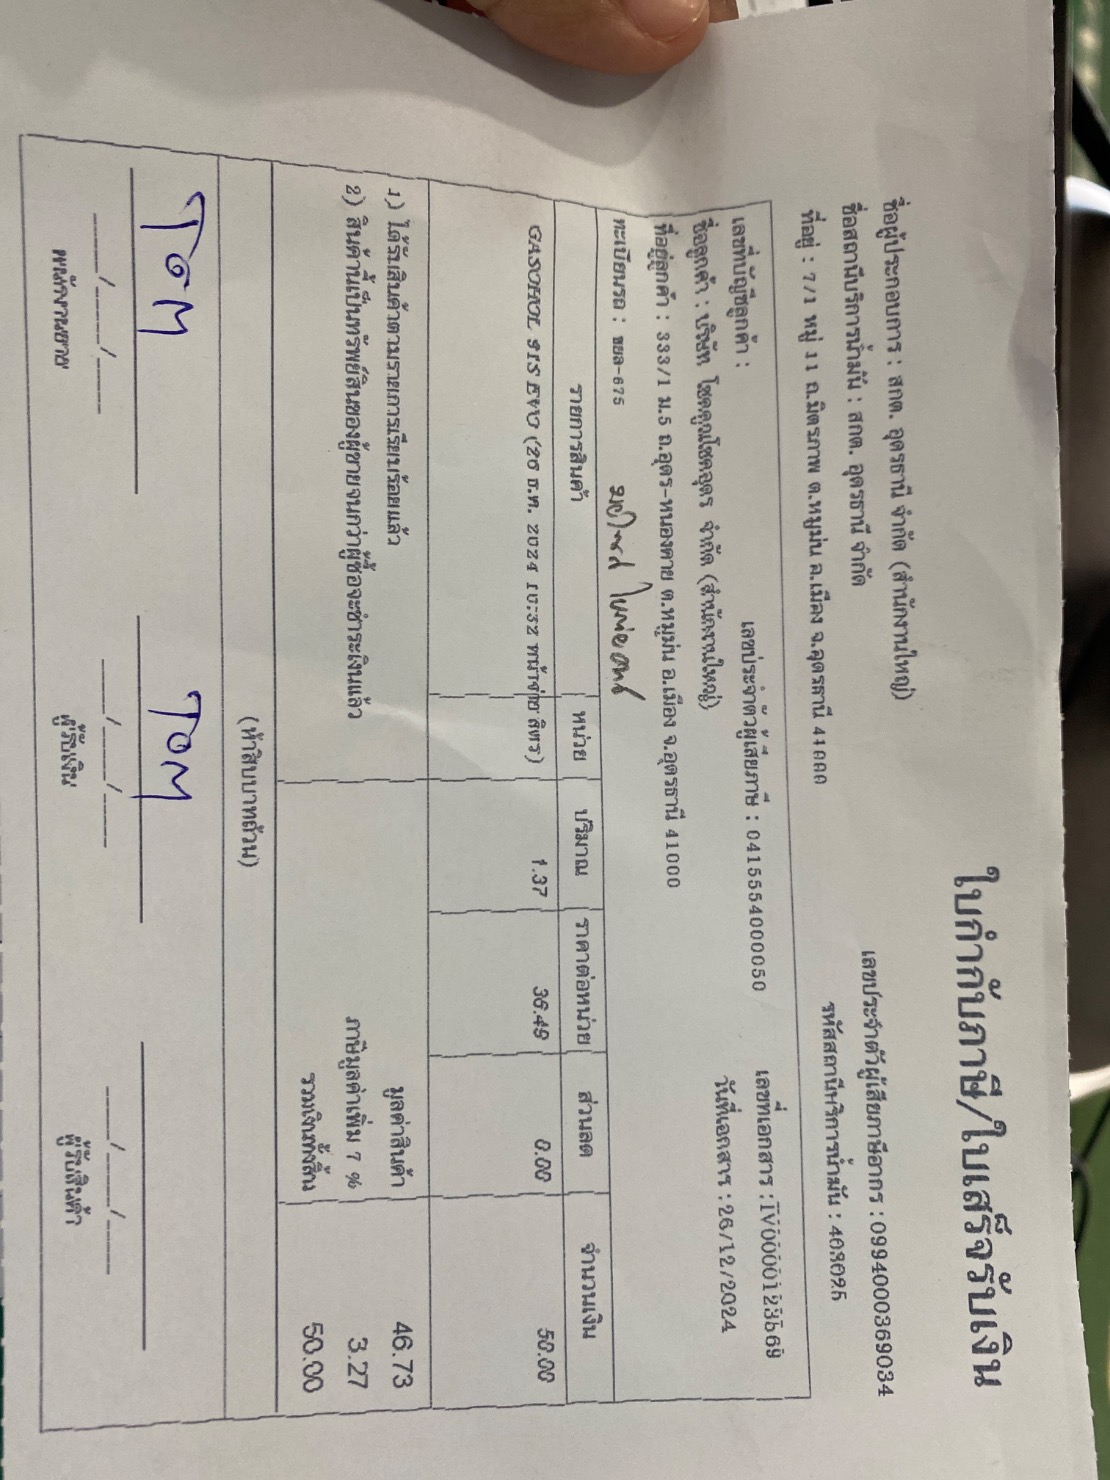 ใบกำกับภาษี/ใบเสร็จรับเงิน
ชื่อผู้ประกอบการ : สกต. อุดรธานี จำกัด (สำนักงานใหญ่) เลขประจำตัวผู้เสียภาษีอากร : 0994000369034
ชื่อสถานีบริการน้ำมัน : สกต. อุดรธานี จำกัด รหัสสถานีบริการน้ำมัน : 403025
ที่อยู่ : 7/1 หมู่ 11 ถ.มิตรภาพ ต.หมูม่น อ.เมือง จ.อุดรธานี 41000
เลขที่บัญชีลูกค้า : เลขประจำตัวผู้เสียภาษี : 0415554000050 เลขที่เอกสาร :
ชื่อลูกค้า : บริษัท โชคคูณโชคอุดร จำกัด (สำนักงานใหญ่) วันที่เอกสาร : 26/12/2024
ที่อยู่ลูกค้า : 333/1 ม.5 ถ.อุดร-หนองคาย ต.หมูม่น อ.เมือง จ.อุดรธานี 41000
ทะเบียนรถ : ขยล-675
รายการสินค้า หน่วย ปริมาณ ราคาต่อหน่วย ส่วนลด จำนวนเงิน
GASOHOL 91S EVO (26 ธ.ค. 2024 10:32 หน้าจ่าย ลิตร) 1.37 36.49 0.00 50.00
1.) ได้รับสินค้าตามรายการเรียบร้อยแล้ว มูลค่าสินค้า 46.73
2) สินค้านี้เป็นทรัพย์สินของผู้ขายจนกว่าผู้ซื้อจะชำระเงินแล้ว ภาษีมูลค่าเพิ่ม 7 % 3.27
รวมเงินทั้งสิ้น 50.00
(ห้าสิบบาทถ้วน)
TOM TOM
___/___/___ ___/___/___ ___/___/___
พนักงานขาย ผู้รับเงิน ผู้รับสินค้า